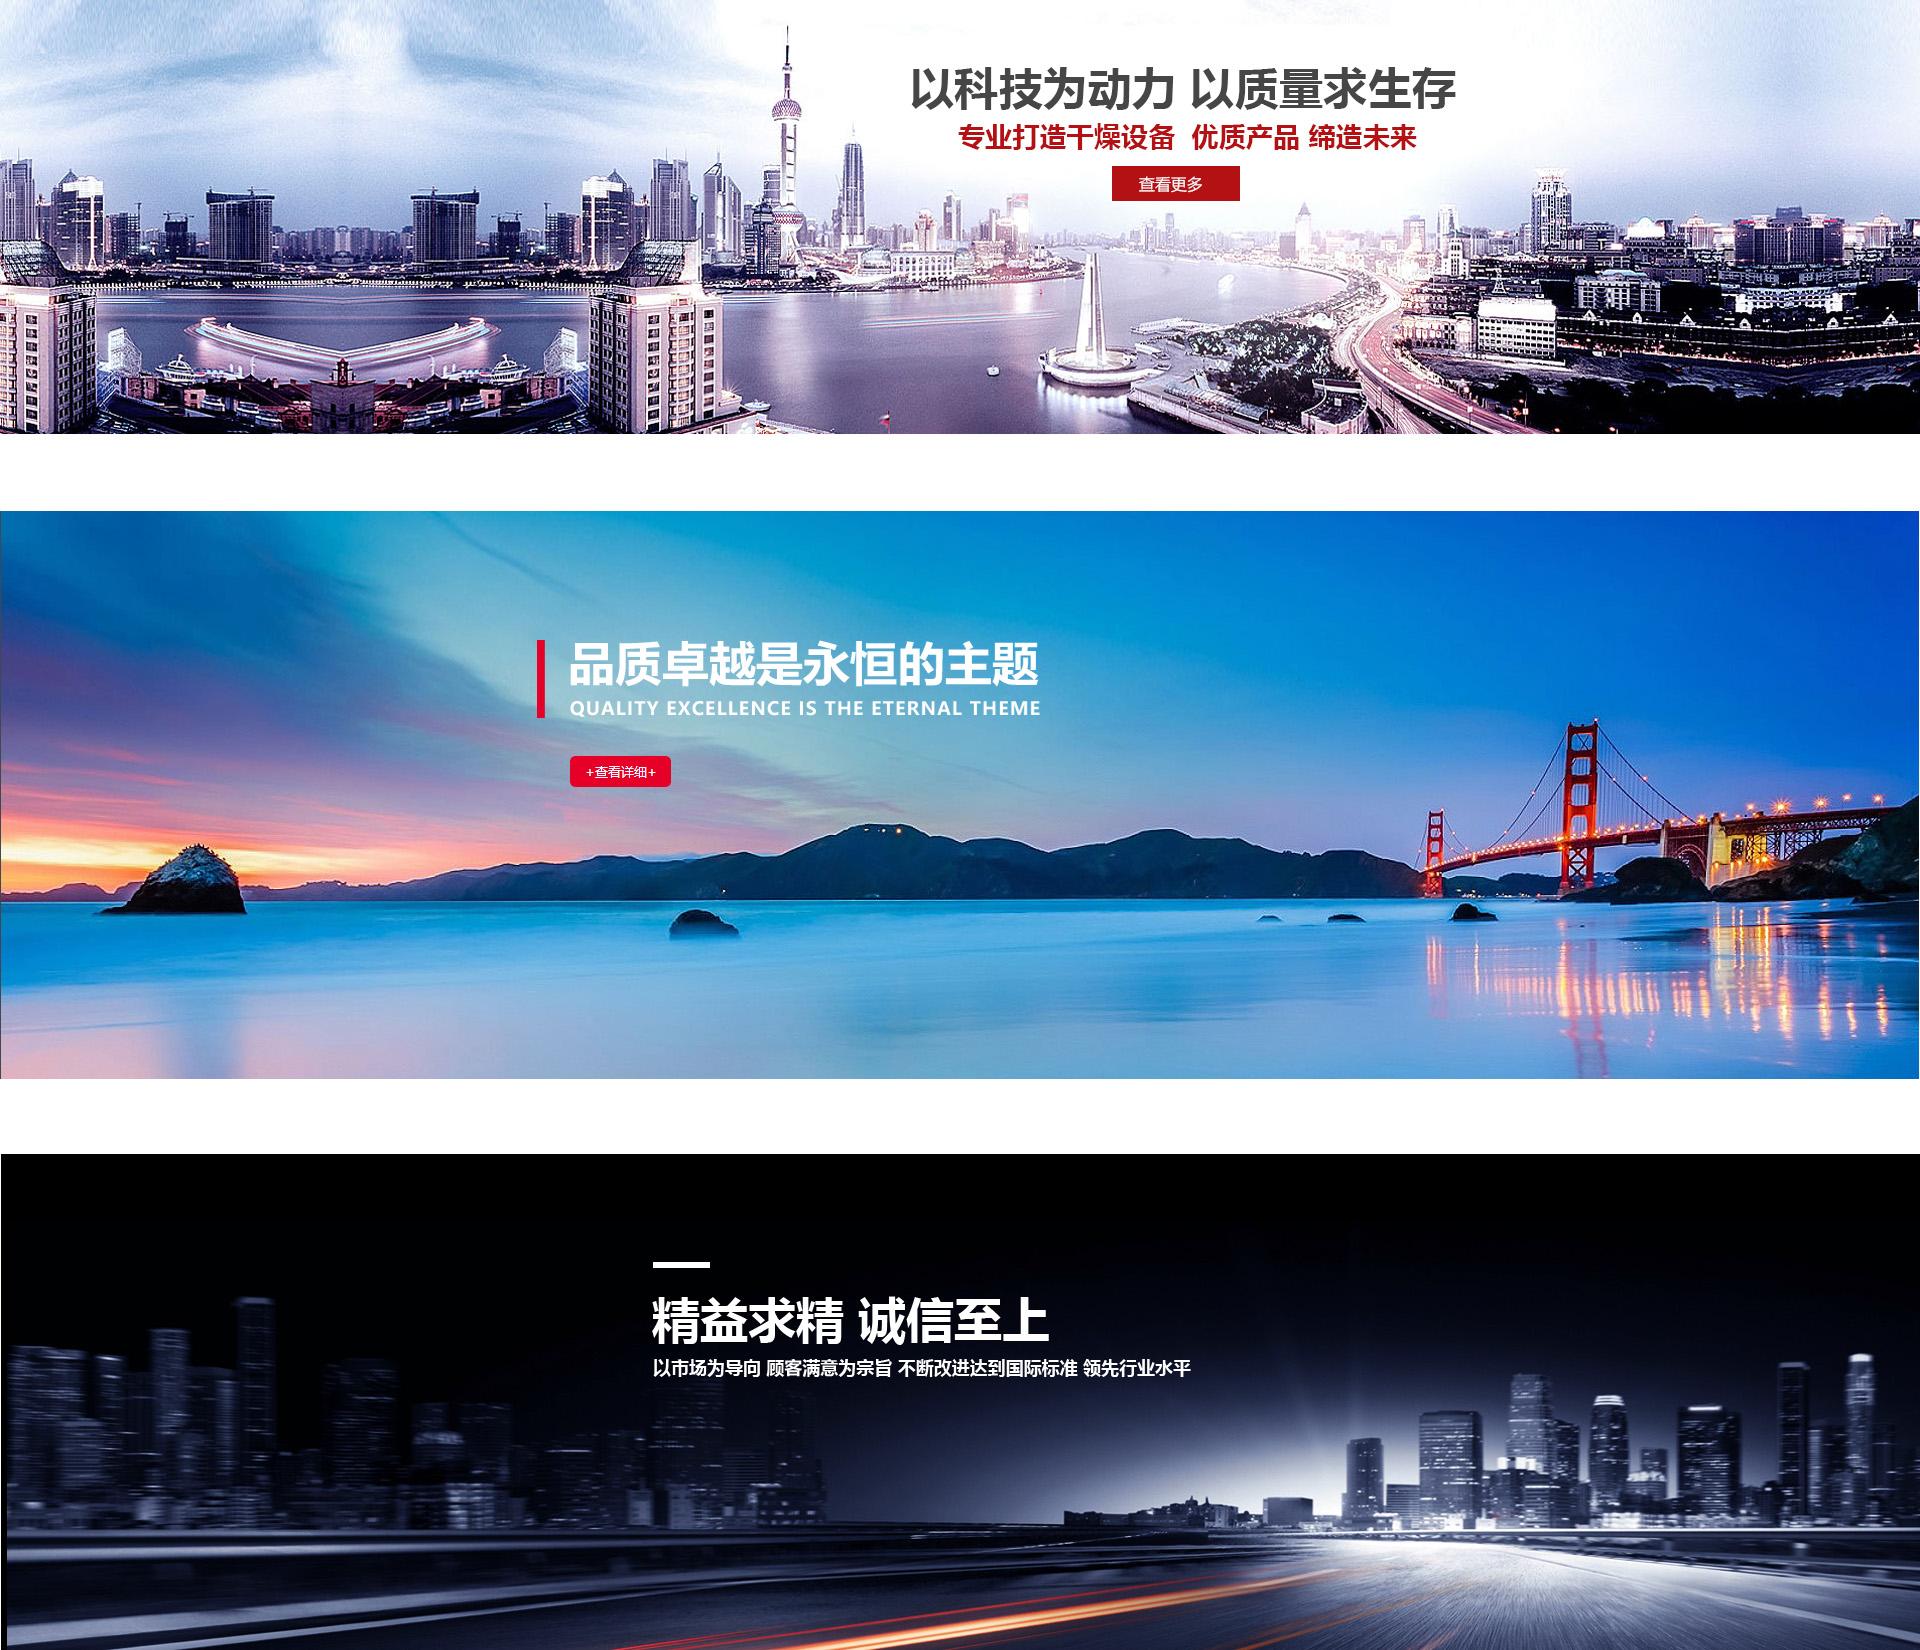 以科技为动力 以质量求生存
专业打造干燥设备 优质产品 缔造未来
查看更多
品质卓越是永恒的主题
QUALITY EXCELLENCE IS THE ETERNAL THEME
+查看详细+
精益求精 诚信至上
以市场为导向 顾客满意为宗旨 不断改进达到国际标准 领先行业水平